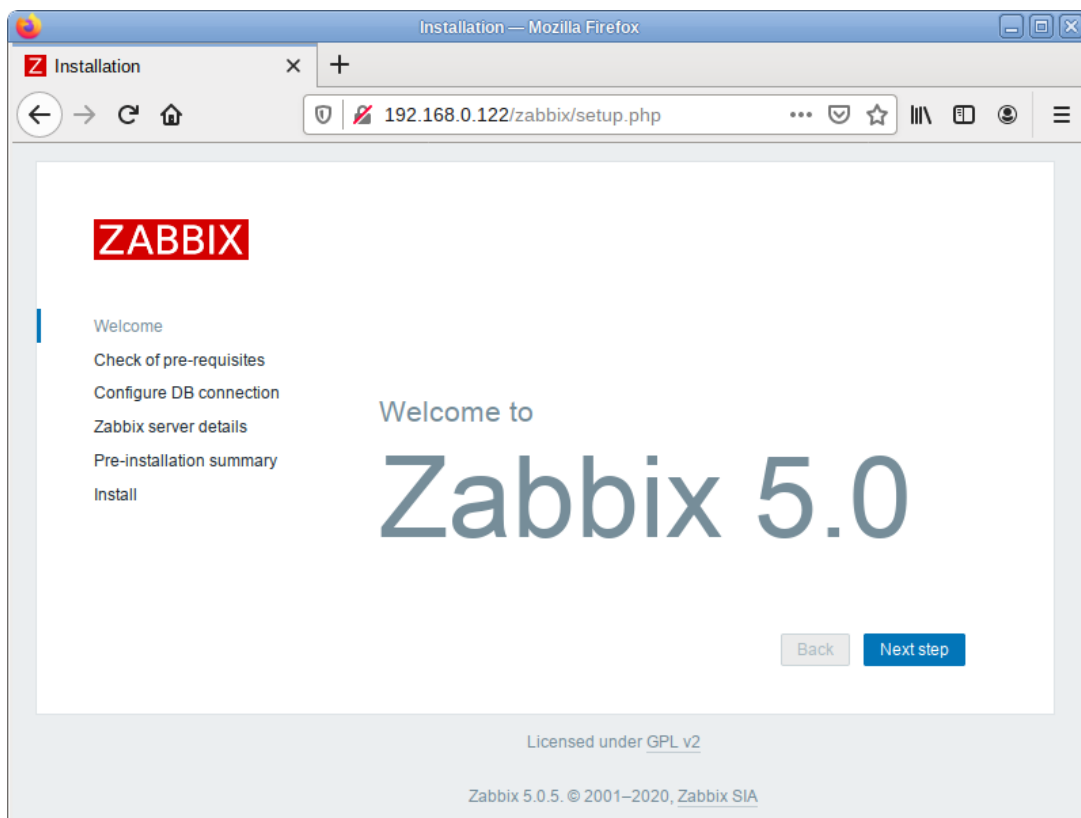 Installation — Mozilla Firefox
Z Installation
192.168.0.122/zabbix/setup.php
ZABBIX
Welcome
Check of pre-requisites
Configure DB connection
Zabbix server details
Pre-installation summary
Install
Welcome to
Zabbix 5.0
Back Next step
Licensed under GPL v2
Zabbix 5.0.5. © 2001–2020, Zabbix SIA